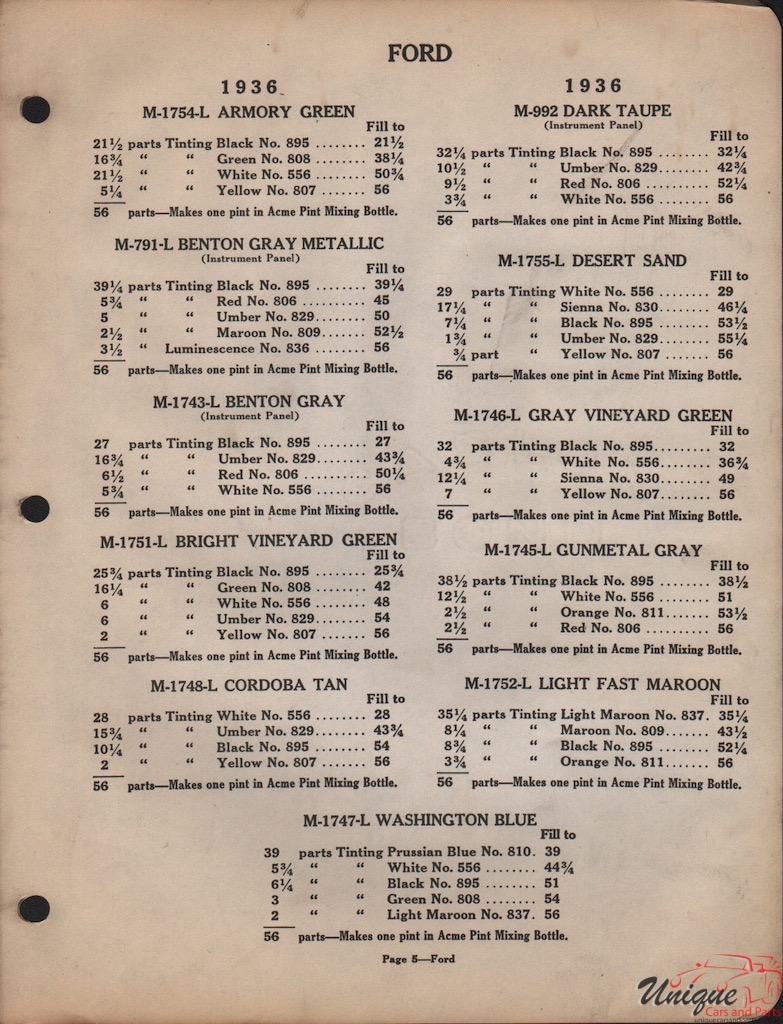 FORD
1936
M-1754-L ARMORY GREEN
Fill to
21½ parts Tinting Black No. 895 ........ 21½
16¾ “ “ Green No. 808 ........ 38¼
21½ “ “ White No. 556 ........ 50¾
5¼ “ “ Yellow No. 807 ....... 56
56 parts—Makes one pint in Acme Pint Mixing Bottle.
M-791-L BENTON GRAY METALLIC
(Instrument Panel)
Fill to
39¼ parts Tinting Black No. 895 ........ 39¼
5¾ “ “ Red No. 806 .......... 45
5 “ “ Umber No. 829........ 50
2½ “ “ Maroon No. 809....... 52½
3½ “ Luminescence No. 836 ........ 56
56 parts—Makes one pint in Acme Pint Mixing Bottle.
M-1743-L BENTON GRAY
(Instrument Panel)
Fill to
27 parts Tinting Black No. 895 ........ 27
16¾ “ “ Umber No. 829........ 43¾
6½ “ “ Red No. 806 .......... 50¼
5¾ “ “ White No. 556 ........ 56
56 parts—Makes one pint in Acme Pint Mixing Bottle.
M-1751-L BRIGHT VINEYARD GREEN
Fill to
25¾ parts Tinting Black No. 895 ........ 25¾
16¼ “ “ Green No. 808 ........ 42
6 “ “ White No. 556 ........ 48
6 “ “ Umber No. 829........ 54
2 “ “ Yellow No. 807 ....... 56
56 parts—Makes one pint in Acme Pint Mixing Bottle.
M-1748-L CORDOBA TAN
Fill to
28 parts Tinting White No. 556 ........ 28
15¾ “ “ Umber No. 829........ 43¾
10¼ “ “ Black No. 895 ........ 54
2 “ “ Yellow No. 807 ....... 56
56 parts—Makes one pint in Acme Pint Mixing Bottle.
1936
M-992 DARK TAUPE
(Instrument Panel)
Fill to
32¼ parts Tinting Black No. 895 ........ 32¼
10½ “ “ Umber No. 829........ 42¾
9½ “ “ Red No. 806 .......... 52¼
3¾ “ “ White No. 556 ........ 56
56 parts—Makes one pint in Acme Pint Mixing Bottle.
M-1755-L DESERT SAND
Fill to
29 parts Tinting White No. 556 ........ 29
17¼ “ “ Sienna No. 830........ 46¼
7¼ “ “ Black No. 895 ........ 53½
1¾ “ “ Umber No. 829........ 55¼
¾ part “ Yellow No. 807 ....... 56
56 parts—Makes one pint in Acme Pint Mixing Bottle.
M-1746-L GRAY VINEYARD GREEN
Fill to
32 parts Tinting Black No. 895......... 32
4¾ “ “ White No. 556........ 36¾
12¼ “ “ Sienna No. 830........ 49
7 “ “ Yellow No. 807........ 56
56 parts—Makes one pint in Acme Pint Mixing Bottle.
M-1745-L GUNMETAL GRAY
Fill to
38½ parts Tinting Black No. 895 ........ 38½
12½ “ “ White No. 556 ........ 51
2½ “ “ Orange No. 811....... 53½
2½ “ “ Red No. 806 .......... 56
56 parts—Makes one pint in Acme Pint Mixing Bottle.
M-1752-L LIGHT FAST MAROON
Fill to
35¼ parts Tinting Light Maroon No. 837. 35¼
8¼ “ “ Maroon No. 809....... 43½
8¾ “ “ Black No. 895 ........ 52¼
3¾ “ “ Orange No. 811....... 56
56 parts—Makes one pint in Acme Pint Mixing Bottle.
M-1747-L WASHINGTON BLUE
Fill to
39 parts Tinting Prussian Blue No. 810. 39
5¾ “ “ White No. 556 ........ 44¾
6¼ “ “ Black No. 895 ........ 51
3 “ “ Green No. 808 ........ 54
2 “ “ Light Maroon No. 837. 56
56 parts—Makes one pint in Acme Pint Mixing Bottle.
Page 5—Ford
Unique
Cars and Parts